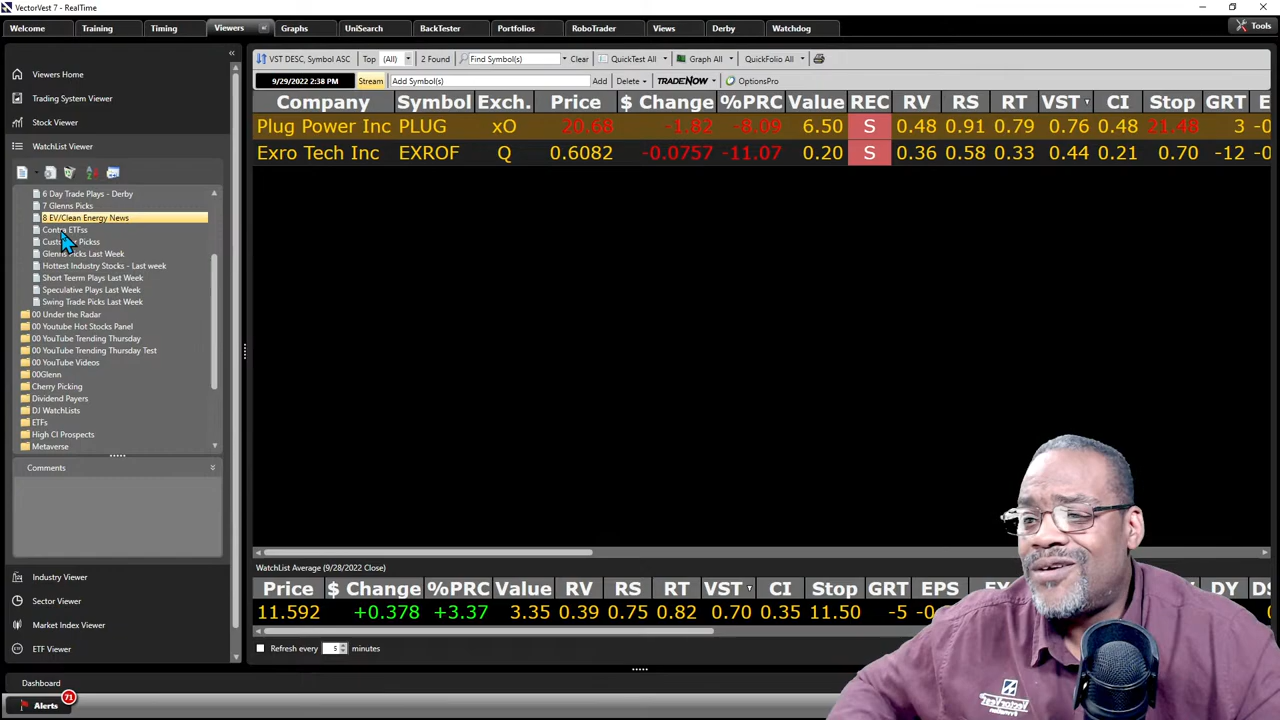 VectorVest 7 - RealTime
Welcome Training Timing Viewers Graphs UniSearch BackTester Portfolios RoboTrader Views Derby Watchdog Tools
Viewers Home
Trading System Viewer
Stock Viewer
WatchList Viewer
6 Day Trade Plays - Derby
7 Glenns Picks
8 EV/Clean Energy News
Contra ETFss
Pickss
Picks Last Week
Hottest Industry Stocks - Last week
Short Teerm Plays Last Week
Speculative Plays Last Week
Swing Trade Picks Last Week
00 Under the Radar
00 Youtube Hot Stocks Panel
00 YouTube Trending Thursday
00 YouTube Trending Thursday Test
00 YouTube Videos
00Glenn
Cherry Picking
Dividend Payers
DJ WatchLists
ETFs
High CI Prospects
Metaverse
Comments
Industry Viewer
Sector Viewer
Market Index Viewer
ETF Viewer
VST DESC, Symbol ASC Top (All) 2 Found Find Symbol(s) Clear QuickTest All Graph All QuickFolio All
9/29/2022 2:38 PM Stream Add Symbol(s) Add Delete TRADENOW OptionsPro
Company Symbol Exch. Price $ Change %PRC Value REC RV RS RT VST CI Stop GRT E
Plug Power Inc PLUG xO 20.68 -1.82 -8.09 6.50 S 0.48 0.91 0.79 0.76 0.48 21.48 3 -0
Exro Tech Inc EXROF Q 0.6082 -0.0757 -11.07 0.20 S 0.36 0.58 0.33 0.44 0.21 0.70 -12 -0
WatchList Average (9/28/2022 Close)
Price $ Change %PRC Value RV RS RT VST CI Stop GRT EPS DY DS
11.592 +0.378 +3.37 3.35 0.39 0.75 0.82 0.70 0.35 11.50 -5 -0
Refresh every 5 minutes
Dashboard
Alerts 71
VectorVest